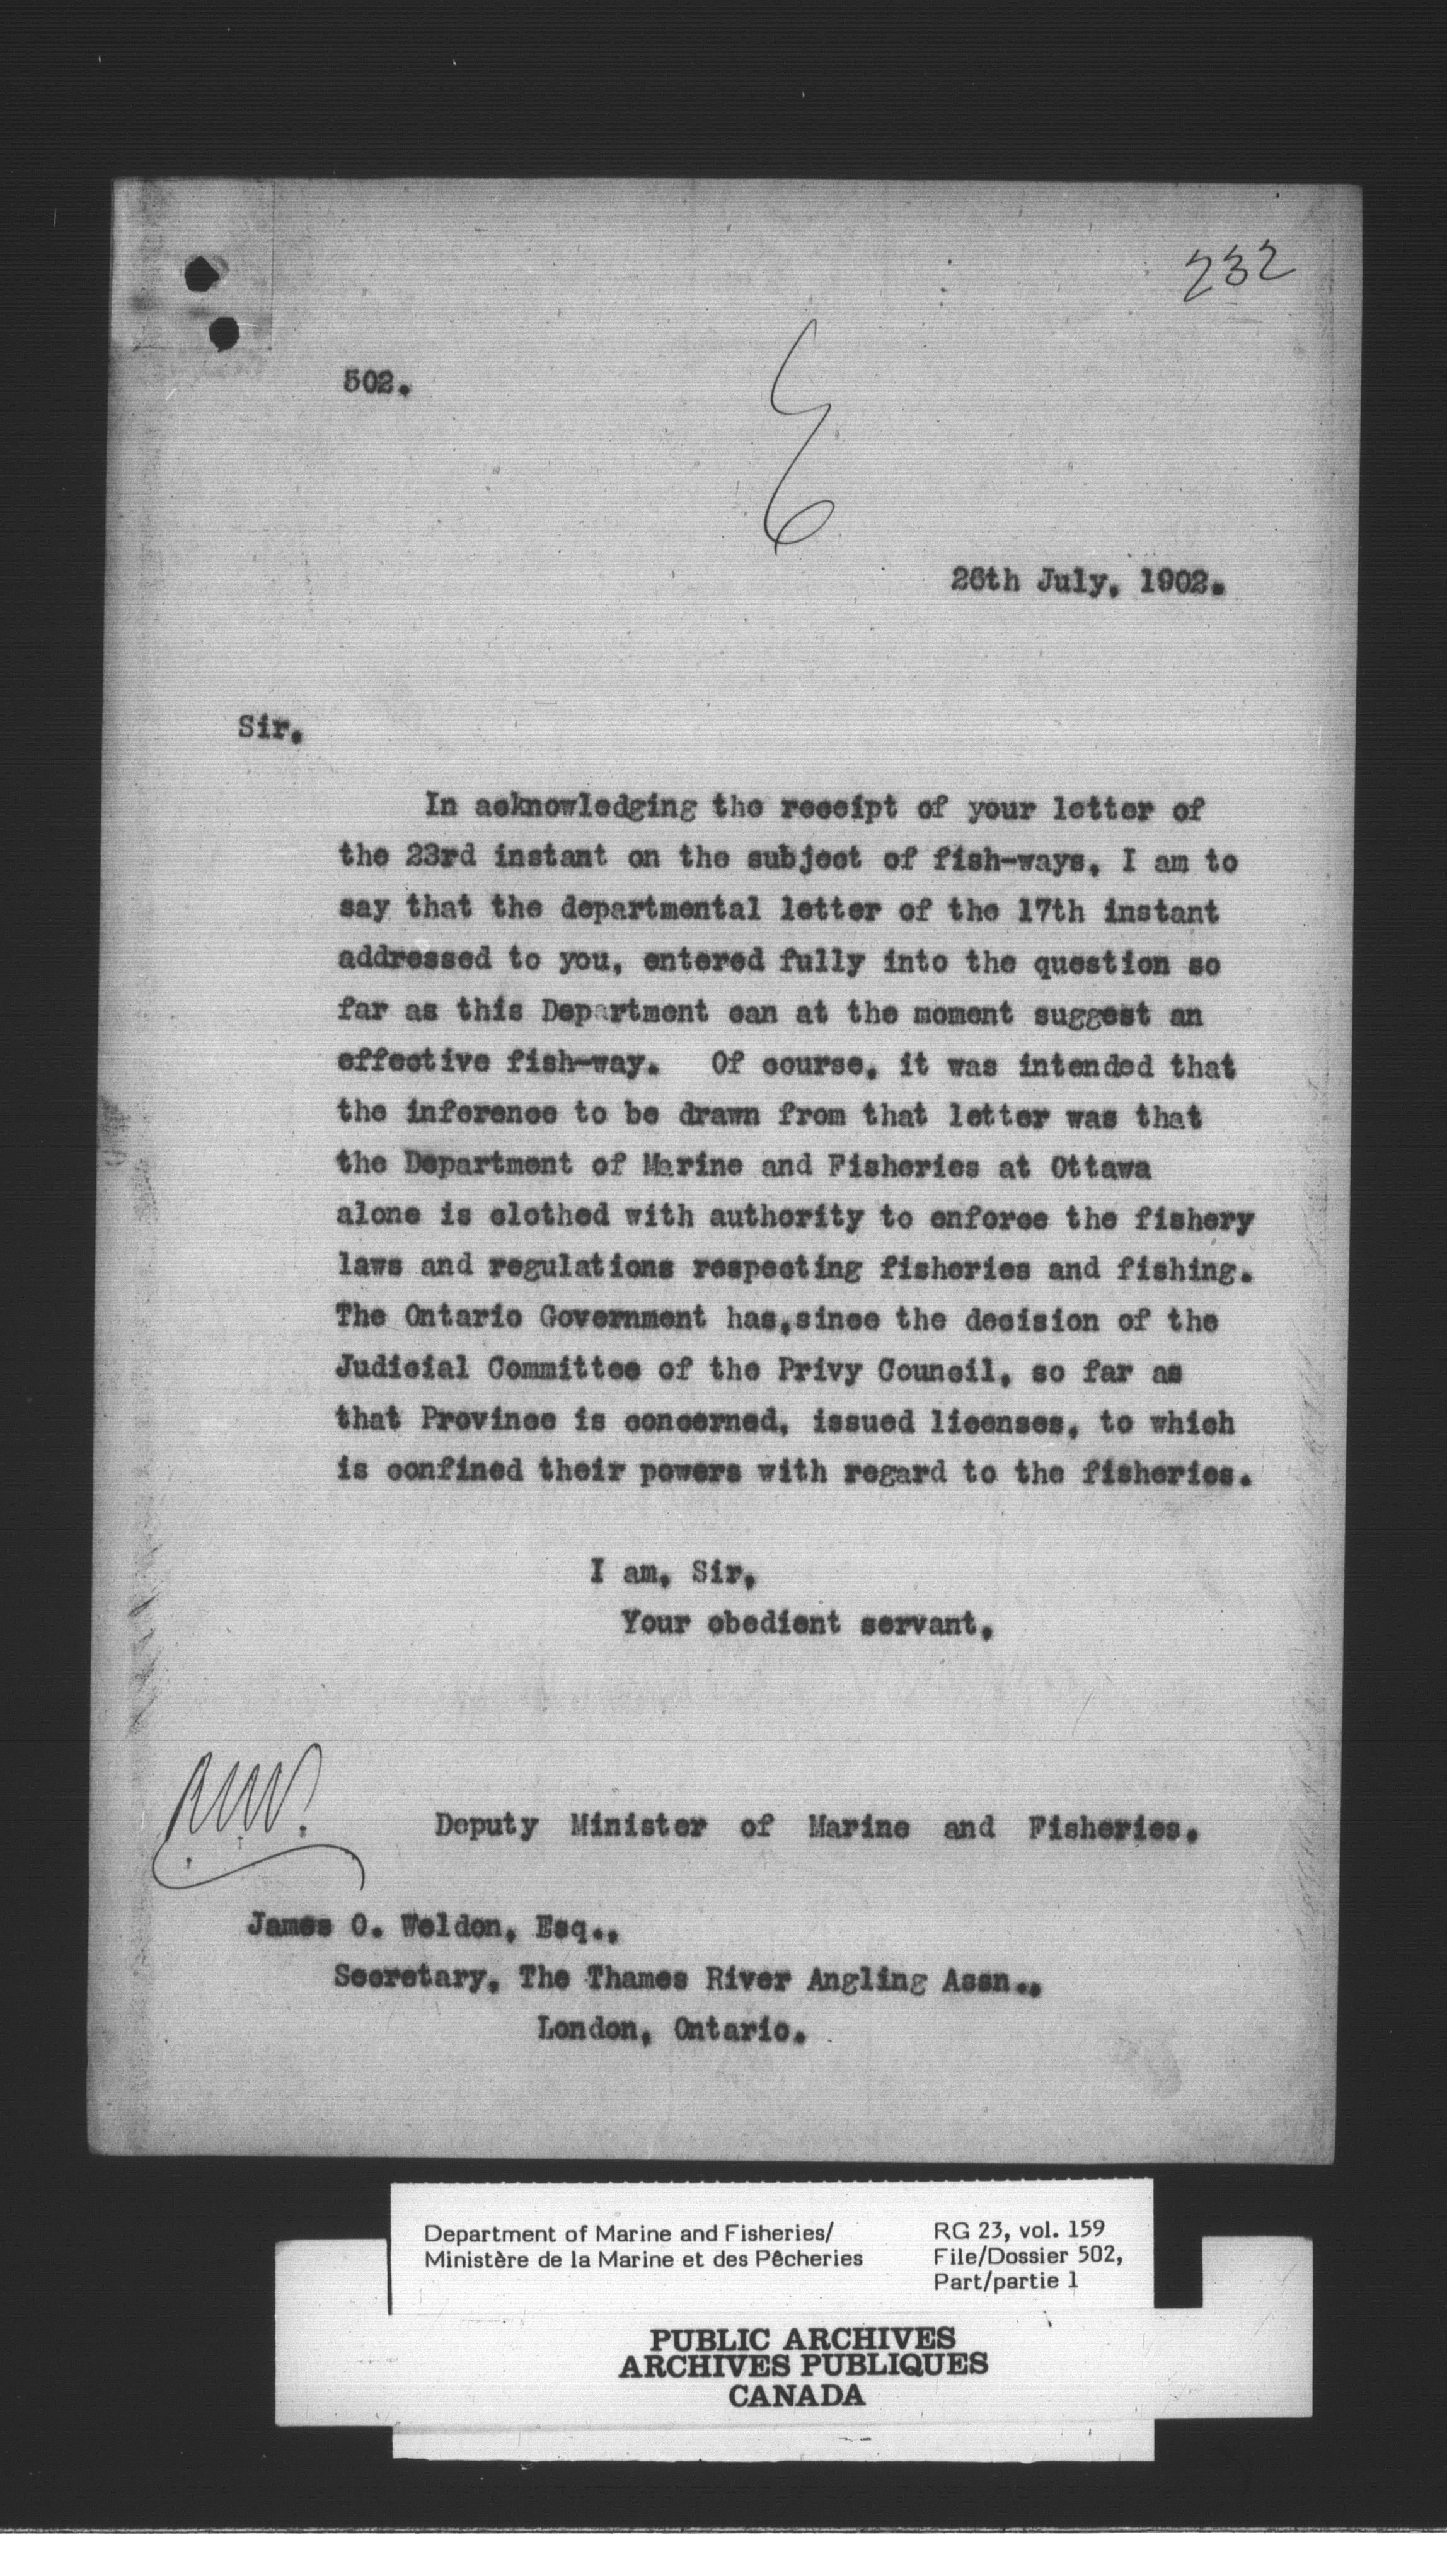 232
502.
26th July, 1902.
Sir,
In acknowledging the receipt of your letter of
the 23rd instant on the subject of fish-ways, I am to
say that the departmental letter of the 17th instant
addressed to you, entered fully into the question so
far as this Department can at the moment suggest an
effective fish-way. Of course, it was intended that
the inference to be drawn from that letter was that
the Department of Marine and Fisheries at Ottawa
alone is clothed with authority to enforce the fishery
laws and regulations respecting fisheries and fishing.
The Ontario Government has,since the decision of the
Judicial Committee of the Privy Council, so far as
that Province is concerned, issued licenses, to which
is confined their powers with regard to the fisheries.
I am, Sir,
Your obedient servant,
Deputy Minister of Marine and Fisheries.
James O. Weldon, Esq.,
Secretary, The Thames River Angling Assn.,
London, Ontario.
Department of Marine and Fisheries/
Ministère de la Marine et des Pêcheries
RG 23, vol. 159
File/Dossier 502,
Part/partie 1
PUBLIC ARCHIVES
ARCHIVES PUBLIQUES
CANADA